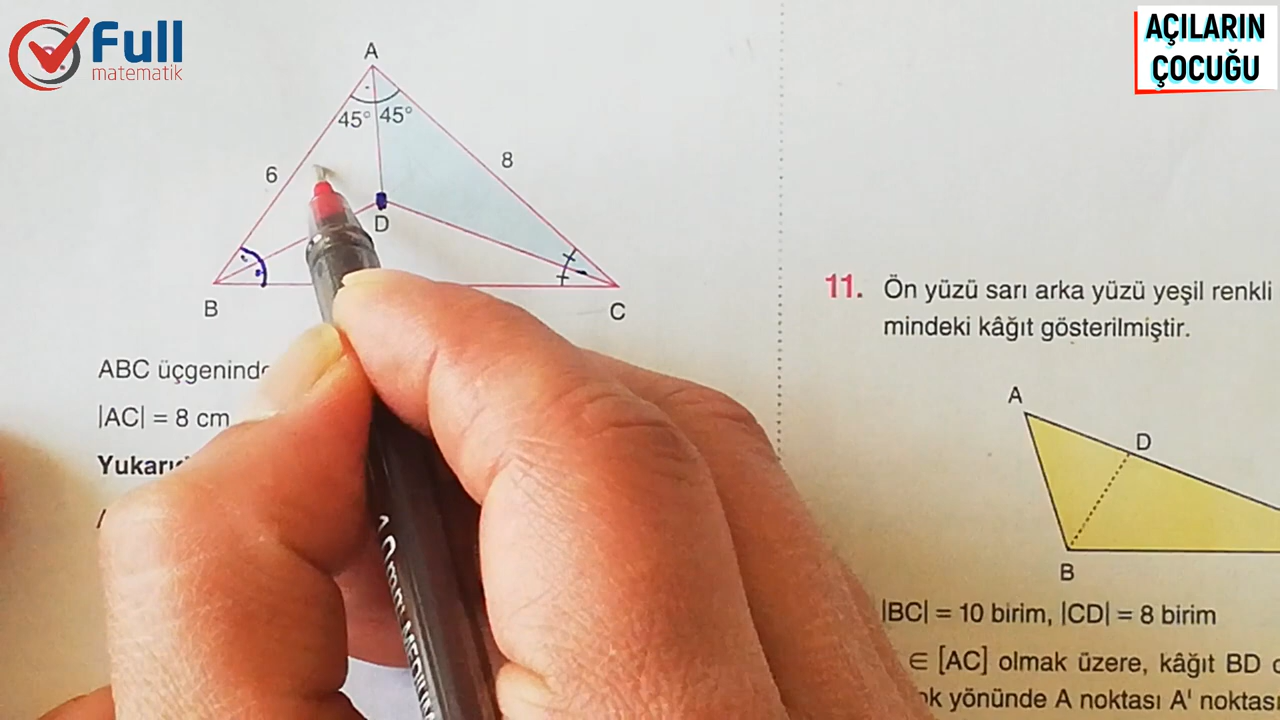 Full
matematik
AÇILARIN
ÇOCUĞU
A
45° 45°
6
8
D
B
C
ABC üçgeninde
|AC| = 8 cm
11. Ön yüzü sarı arka yüzü yeşil renkli
mindeki kâğıt gösterilmiştir.
A
D
B
|BC| = 10 birim, |CD| = 8 birim
∈ [AC] olmak üzere, kâğıt BD
yönünde A noktası A' noktası